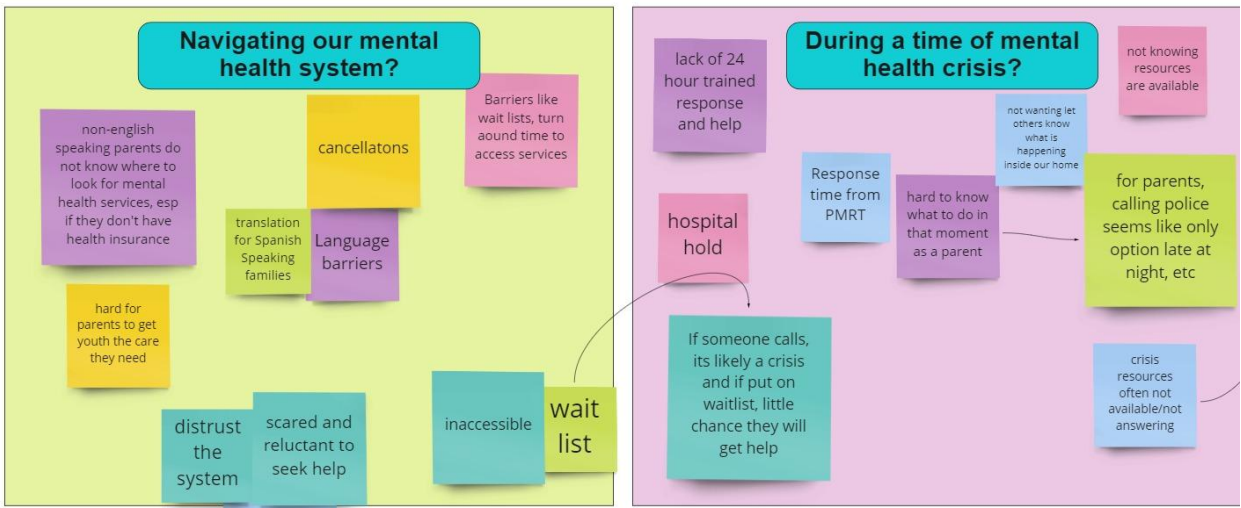 Navigating our mental
health system?
non-english
speaking parents do
not know where to
look for mental
health services, esp
if they don't have
health insurance
cancellatons
Barriers like
wait lists, turn
aound time to
access services
translation
for Spanish
Speaking
families
Language
barriers
hard for
parents to get
youth the care
they need
distrust
the
system
scared and
reluctant to
seek help
inaccessible
wait
list
During a time of mental
health crisis?
lack of 24
hour trained
response
and help
not knowing
resources
are available
not wanting let
others know
what is
happening
inside our home
Response
time from
PMRT
hard to know
what to do in
that moment
as a parent
for parents,
calling police
seems like only
option late at
night, etc
hospital
hold
If someone calls,
its likely a crisis
and if put on
waitlist, little
chance they will
get help
crisis
resources
often not
available/not
answering